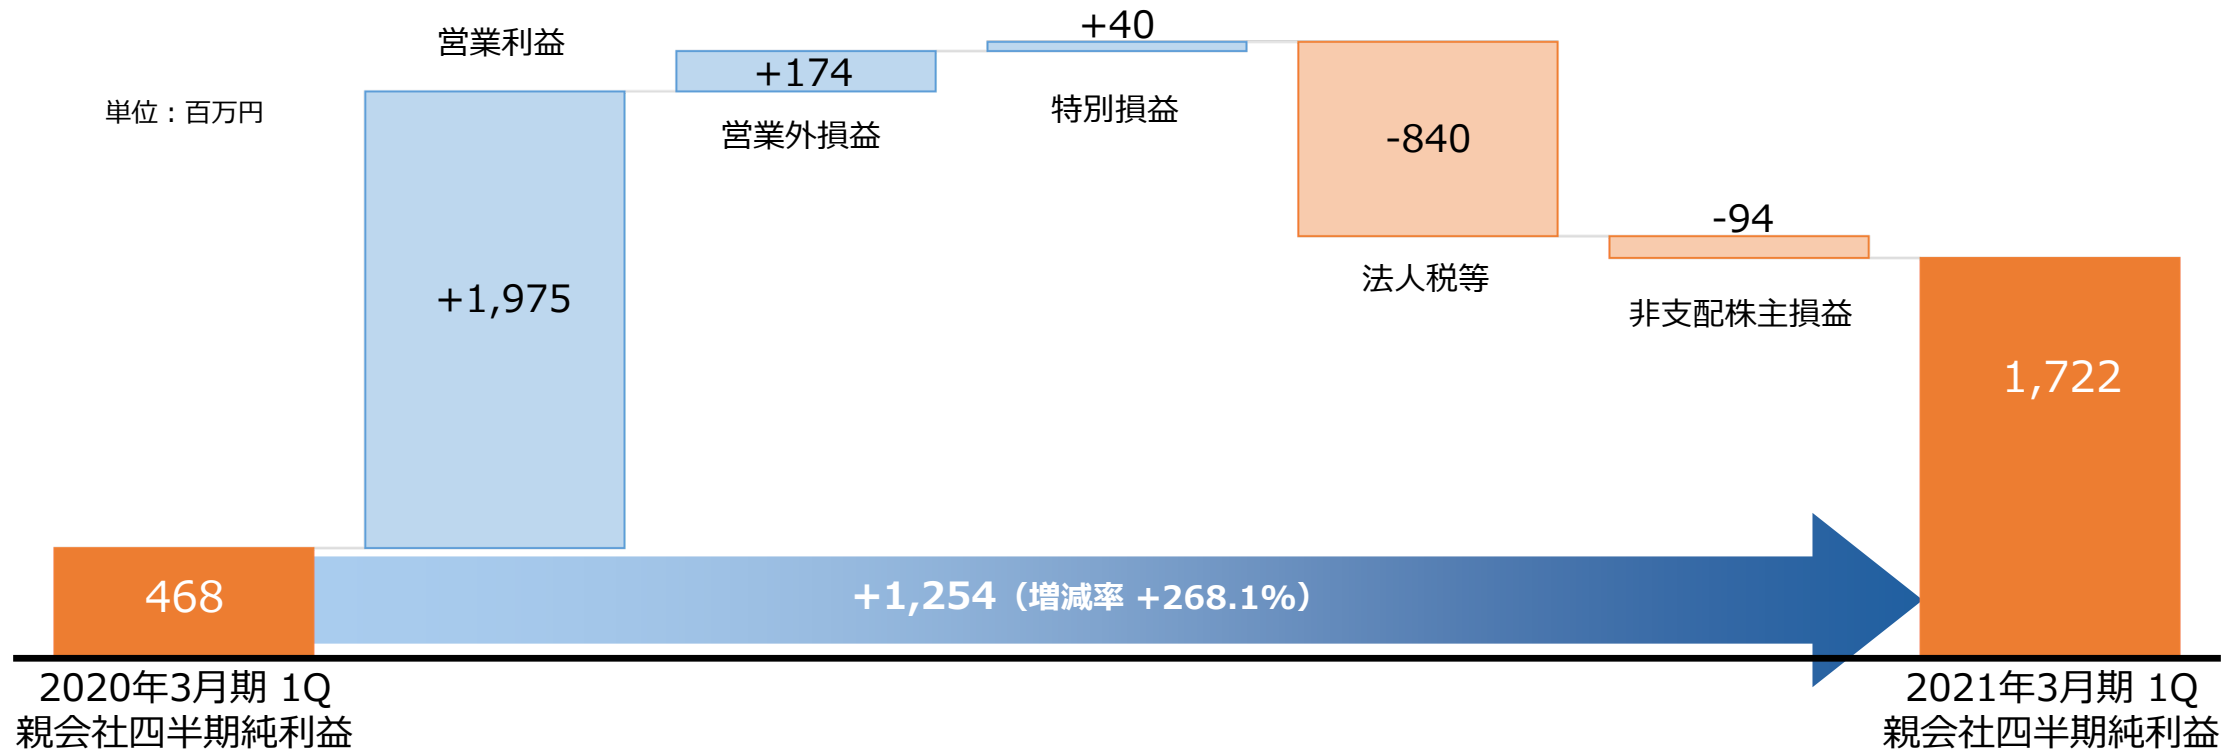 単位：百万円
営業利益
+1,975
+174
営業外損益
+40
特別損益
-840
法人税等
-94
非支配株主損益
468
+1,254（増減率 +268.1%）
1,722
2020年3月期 1Q
親会社四半期純利益
2021年3月期 1Q
親会社四半期純利益